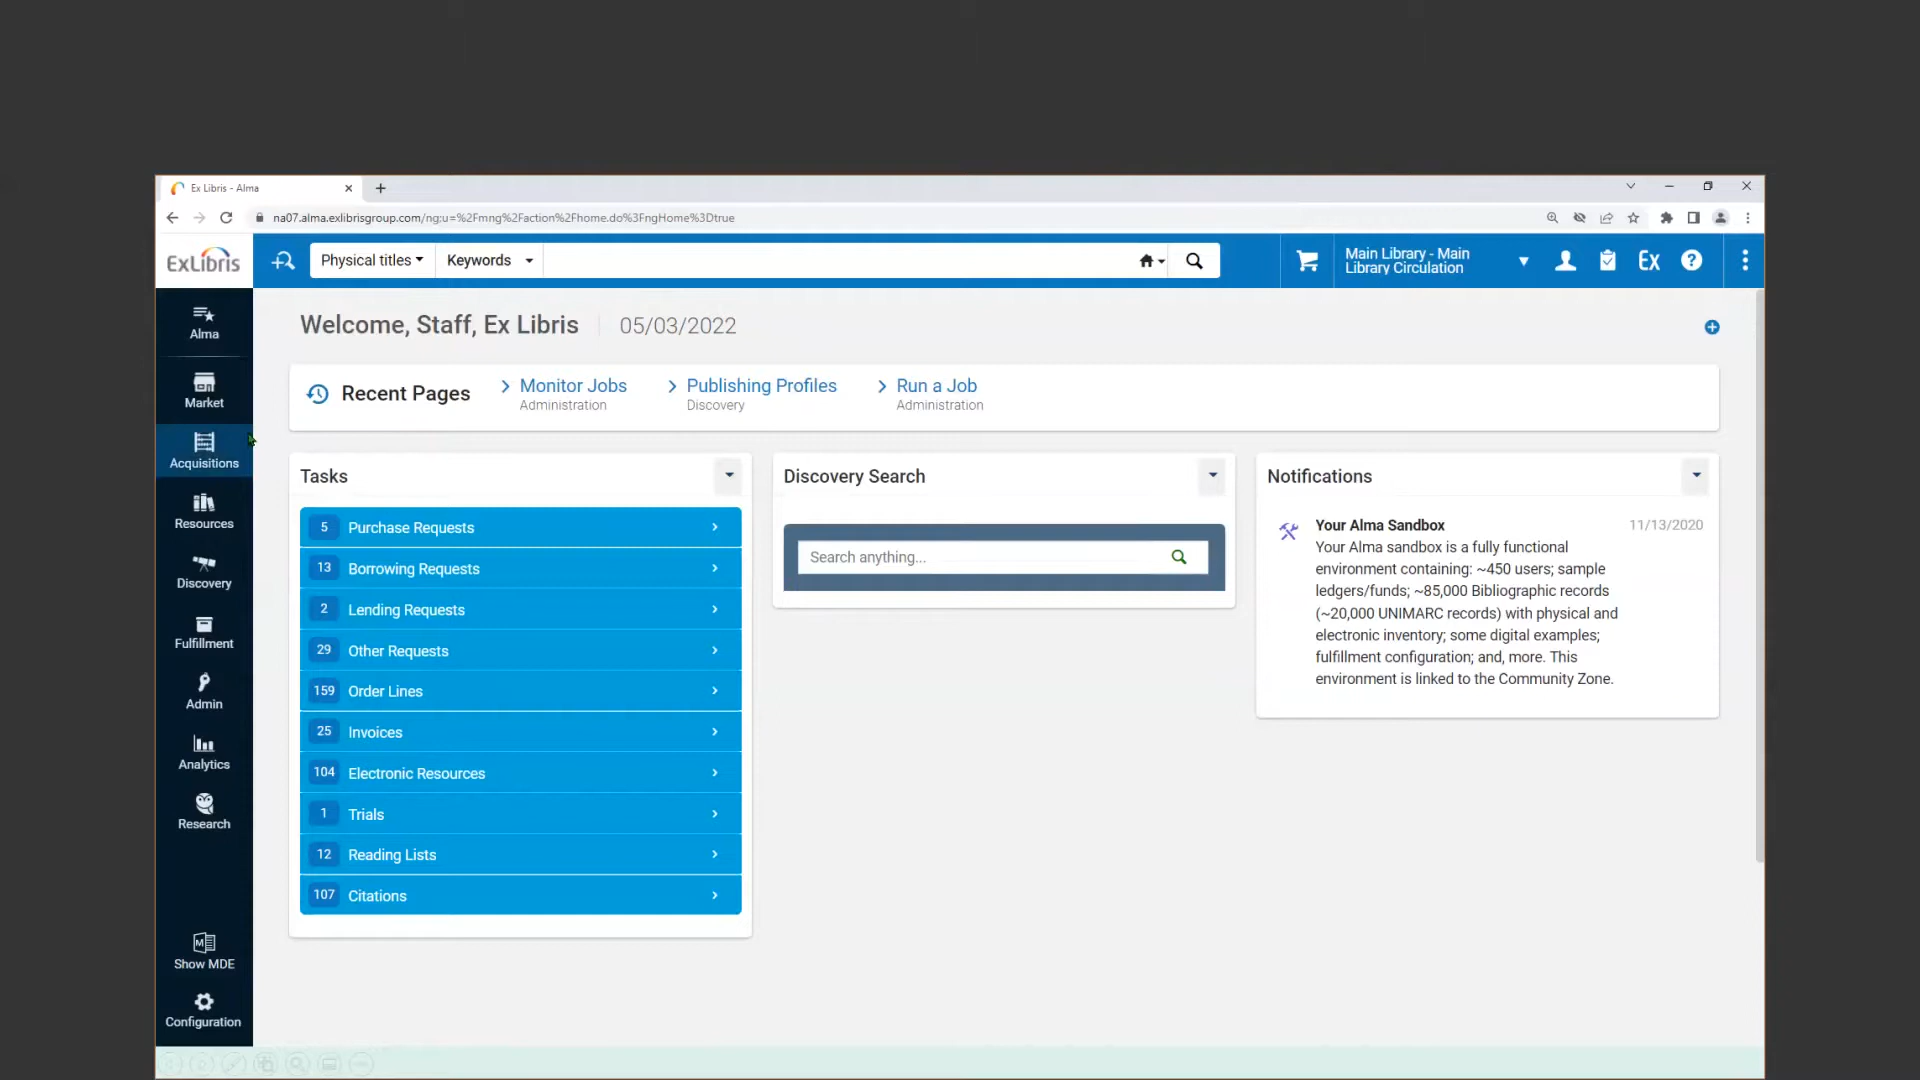 Ex Libris - Alma
na07.alma.exlibrisgroup.com/ng;u=%2Fmng%2Faction%2Fhome.do%3FngHome%3Dtrue
ExLibris
Physical titles
Keywords
Main Library - Main
Library Circulation
Ex
?
Alma
Market
Acquisitions
Resources
Discovery
Fulfillment
Admin
Analytics
Research
Show MDE
Configuration
Welcome, Staff, Ex Libris
05/03/2022
Recent Pages
Monitor Jobs
Administration
Publishing Profiles
Discovery
Run a Job
Administration
Tasks
5 Purchase Requests
13 Borrowing Requests
2 Lending Requests
29 Other Requests
159 Order Lines
25 Invoices
104 Electronic Resources
1 Trials
12 Reading Lists
107 Citations
Discovery Search
Search anything...
Notifications
Your Alma Sandbox
11/13/2020
Your Alma sandbox is a fully functional
environment containing: ~450 users; sample
ledgers/funds; ~85,000 Bibliographic records
(~20,000 UNIMARC records) with physical and
electronic inventory; some digital examples;
fulfillment configuration; and, more. This
environment is linked to the Community Zone.